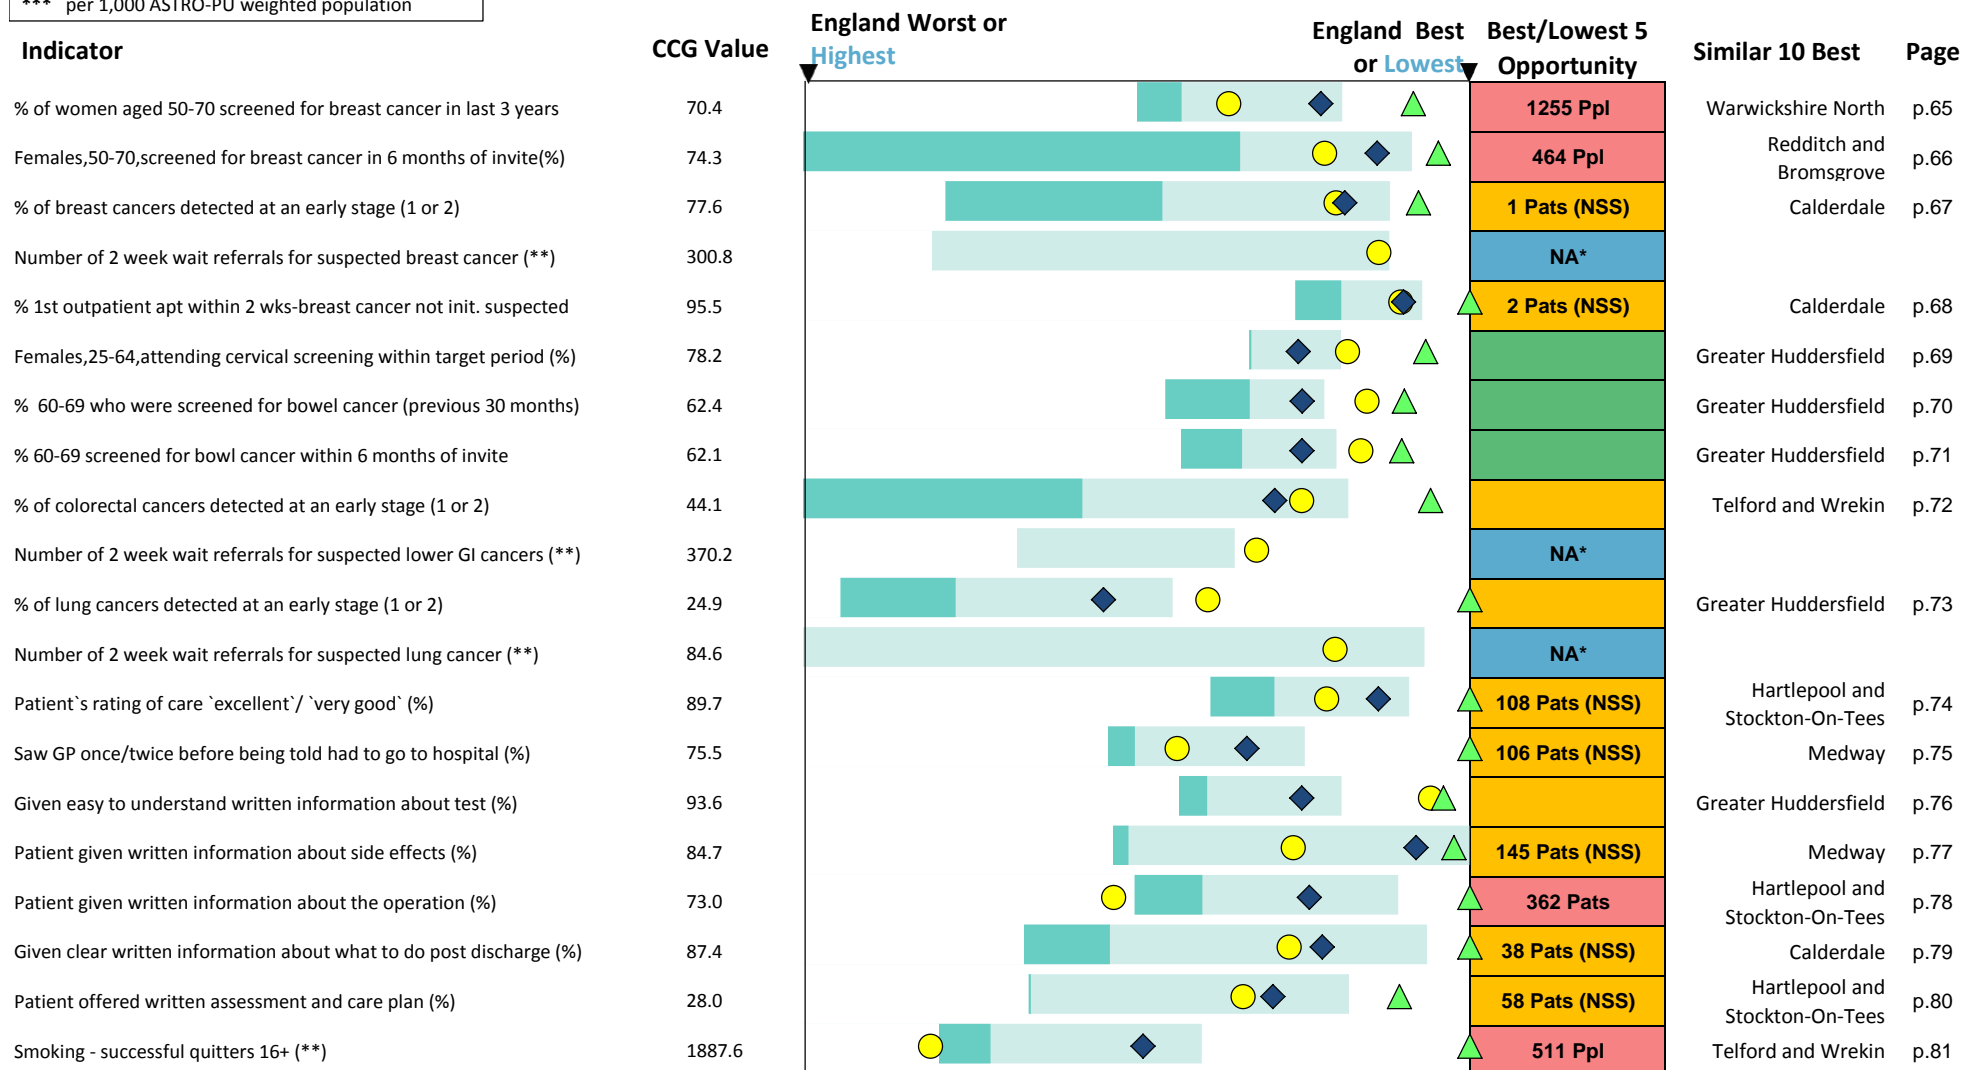 *** per 1,000 ASTRO-PU weighted population
Indicator
CCG Value
England Worst or
Highest
England Best
or Lowest
Best/Lowest 5
Opportunity
Similar 10 Best
Page
% of women aged 50-70 screened for breast cancer in last 3 years 70.4 1255 Ppl Warwickshire North p.65
Females,50-70,screened for breast cancer in 6 months of invite(%) 74.3 464 Ppl Redditch and
Bromsgrove p.66
% of breast cancers detected at an early stage (1 or 2) 77.6 1 Pats (NSS) Calderdale p.67
Number of 2 week wait referrals for suspected breast cancer (**) 300.8 NA*
% 1st outpatient apt within 2 wks-breast cancer not init. suspected 95.5 2 Pats (NSS) Calderdale p.68
Females,25-64,attending cervical screening within target period (%) 78.2 Greater Huddersfield p.69
% 60-69 who were screened for bowel cancer (previous 30 months) 62.4 Greater Huddersfield p.70
% 60-69 screened for bowl cancer within 6 months of invite 62.1 Greater Huddersfield p.71
% of colorectal cancers detected at an early stage (1 or 2) 44.1 Telford and Wrekin p.72
Number of 2 week wait referrals for suspected lower GI cancers (**) 370.2 NA*
% of lung cancers detected at an early stage (1 or 2) 24.9 Greater Huddersfield p.73
Number of 2 week wait referrals for suspected lung cancer (**) 84.6 NA*
Patient`s rating of care `excellent`/ `very good` (%) 89.7 108 Pats (NSS) Hartlepool and
Stockton-On-Tees p.74
Saw GP once/twice before being told had to go to hospital (%) 75.5 106 Pats (NSS) Medway p.75
Given easy to understand written information about test (%) 93.6 Greater Huddersfield p.76
Patient given written information about side effects (%) 84.7 145 Pats (NSS) Medway p.77
Patient given written information about the operation (%) 73.0 362 Pats Hartlepool and
Stockton-On-Tees p.78
Given clear written information about what to do post discharge (%) 87.4 38 Pats (NSS) Calderdale p.79
Patient offered written assessment and care plan (%) 28.0 58 Pats (NSS) Hartlepool and
Stockton-On-Tees p.80
Smoking - successful quitters 16+ (**) 1887.6 511 Ppl Telford and Wrekin p.81